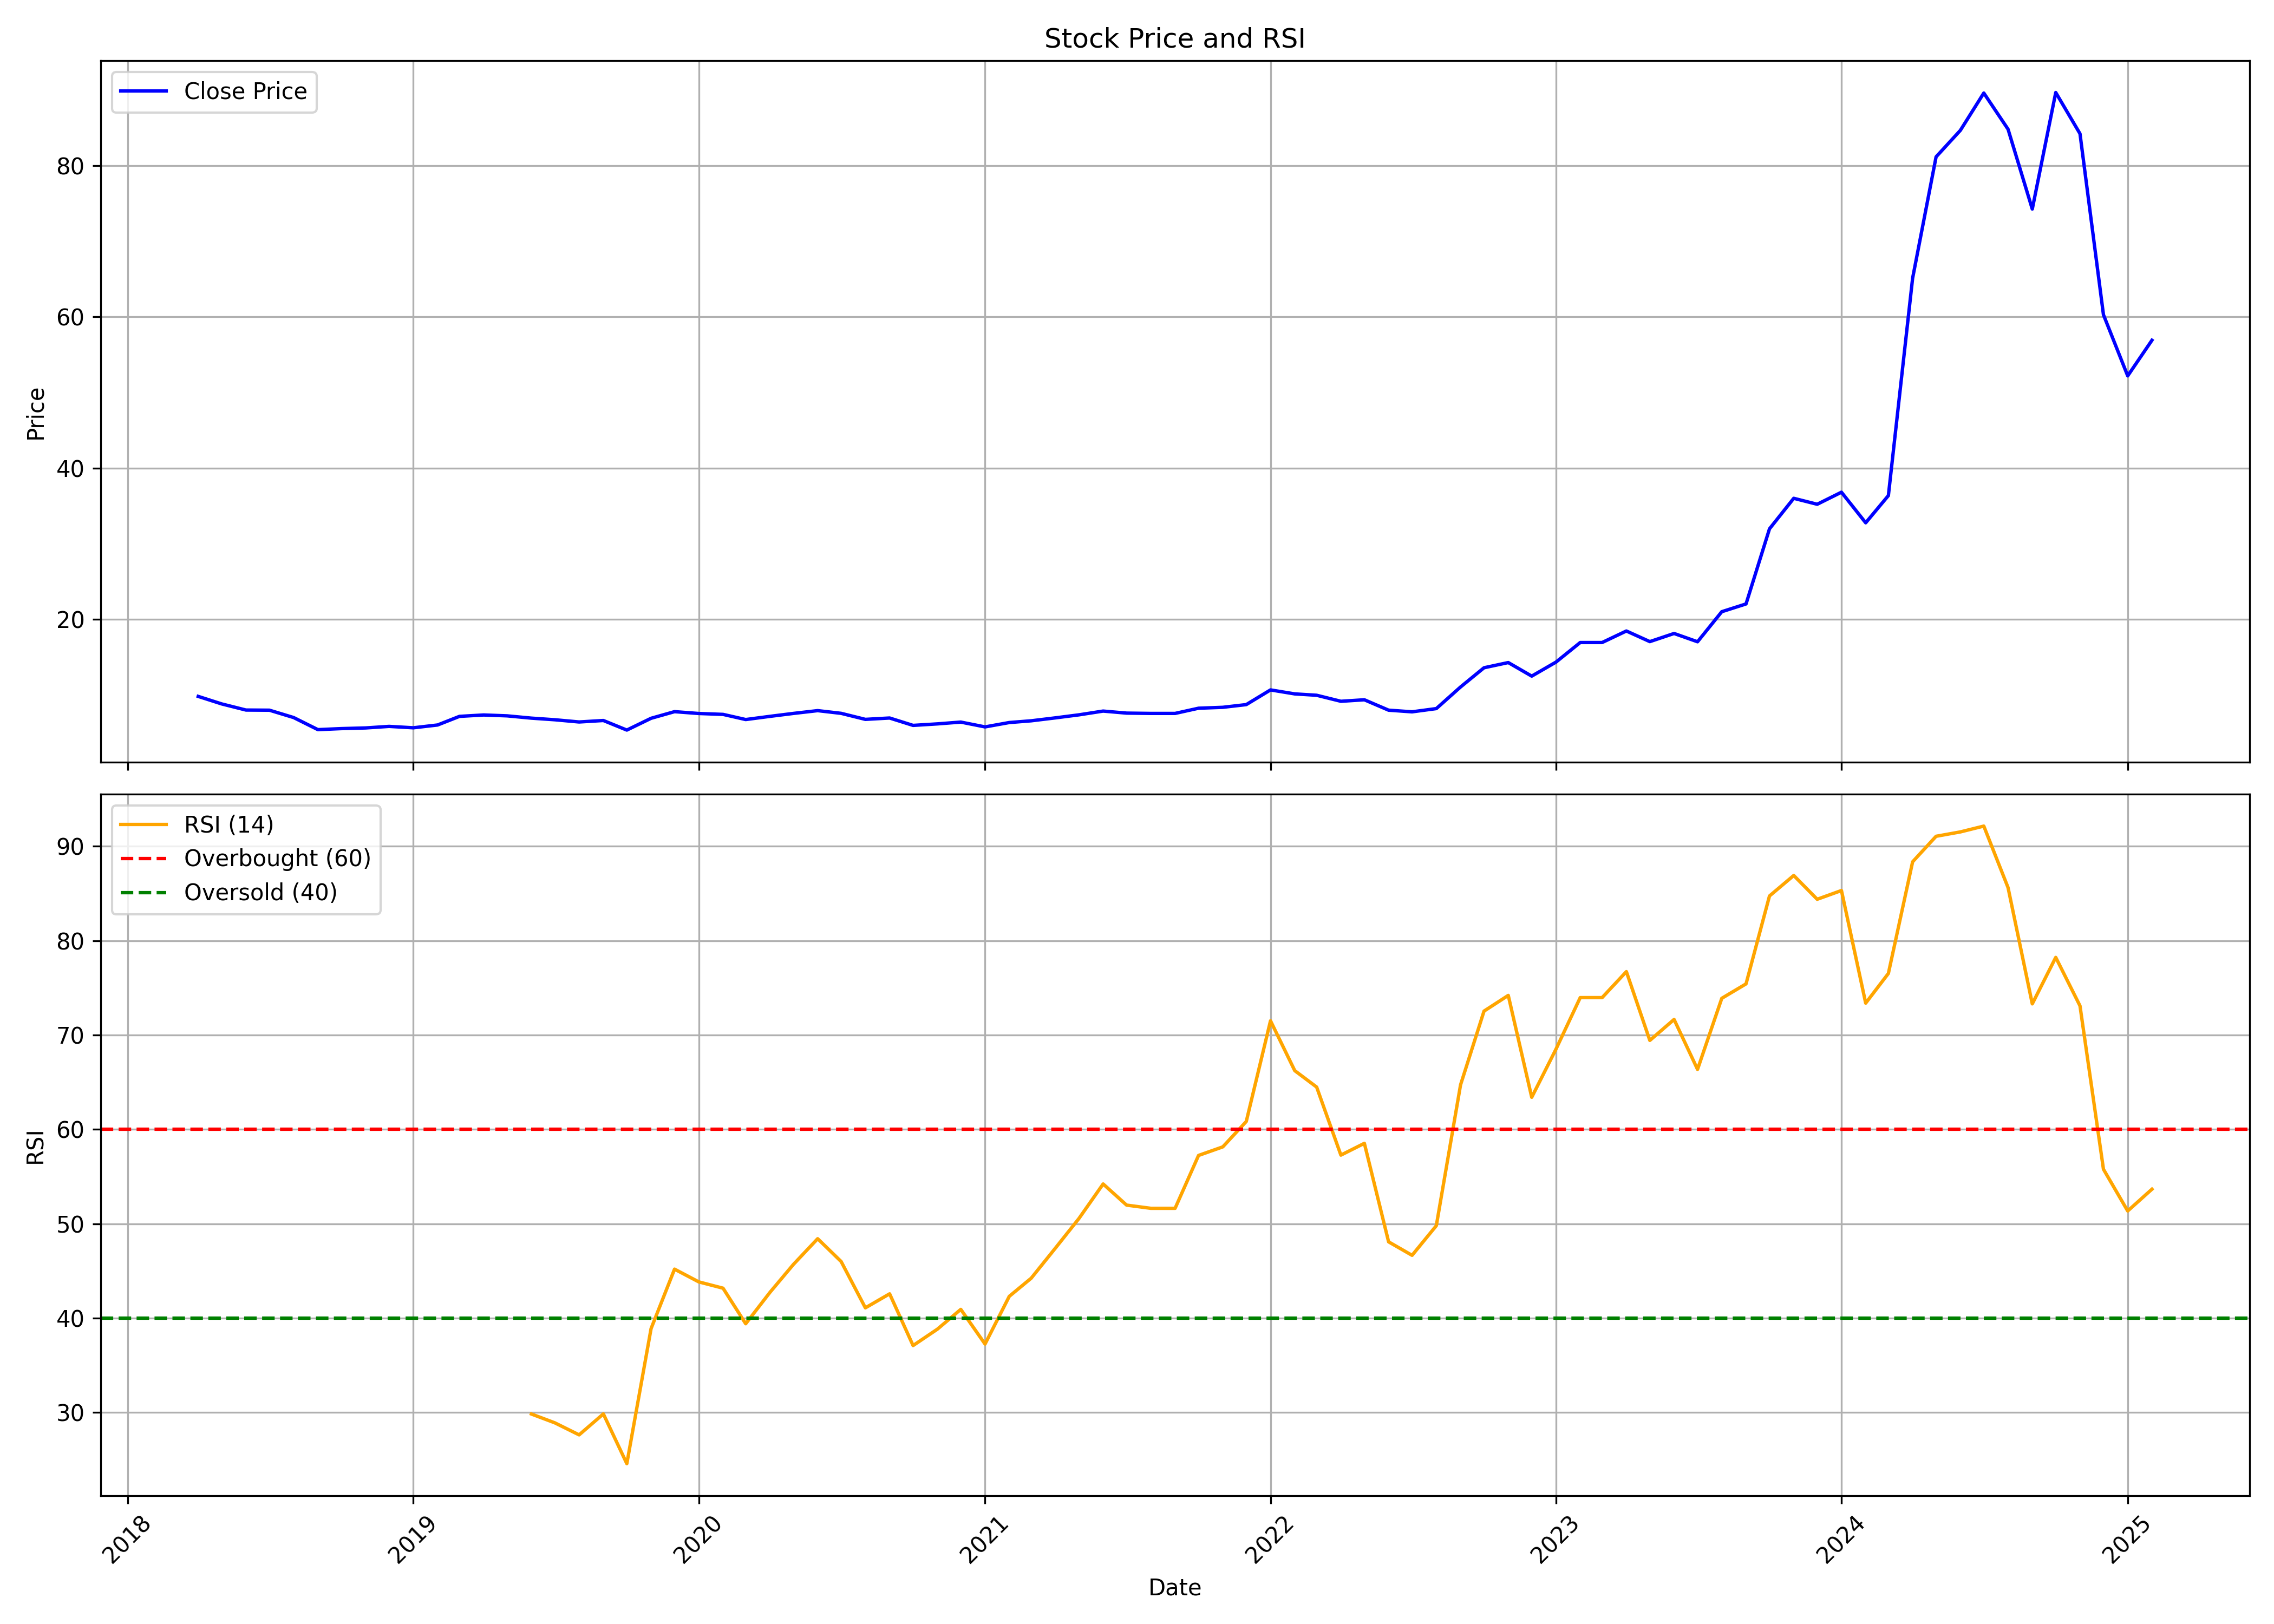 Stock Price and RSI
Close Price
80
60
40
20
Price
RSI (14)
Overbought (60)
Oversold (40)
90
80
70
60
50
40
30
RSI
2018
2019
2020
2021
2022
2023
2024
2025
Date